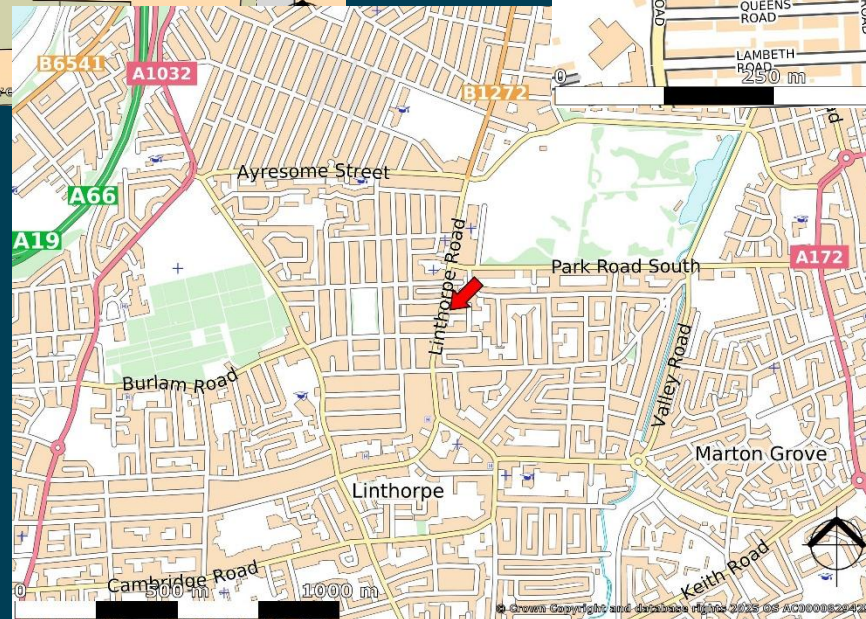 QUEENS
ROAD
ROAD
LAMBETH
ROAD
0
250 m
B6541
A1032
B1272
Ayresome Street
A66
A19
Linthorpe Road
Park Road South
A172
Burlam Road
Valley Road
Marton Grove
Linthorpe
Cambridge Road
Keith Road
0
500 m
1000 m
© Crown Copyright and database rights 2025 OS